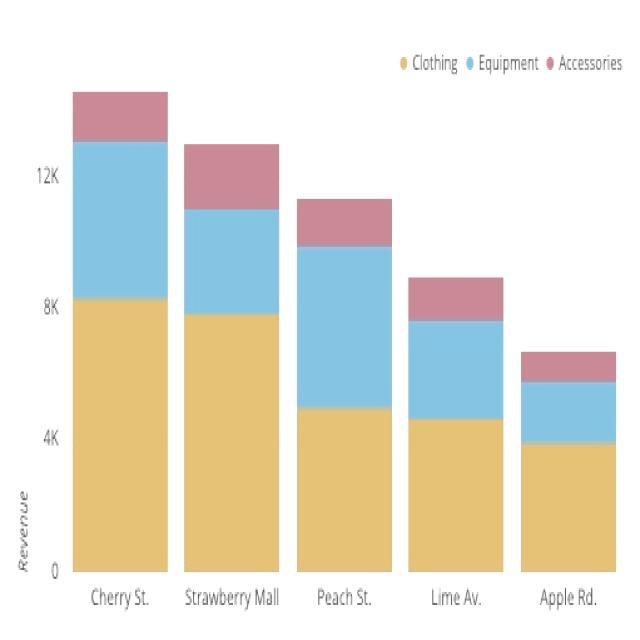 Clothing Equipment Accessories
12K
8K
4K
0
Revenue
Cherry St. Strawberry Mall Peach St. Lime Av. Apple Rd.